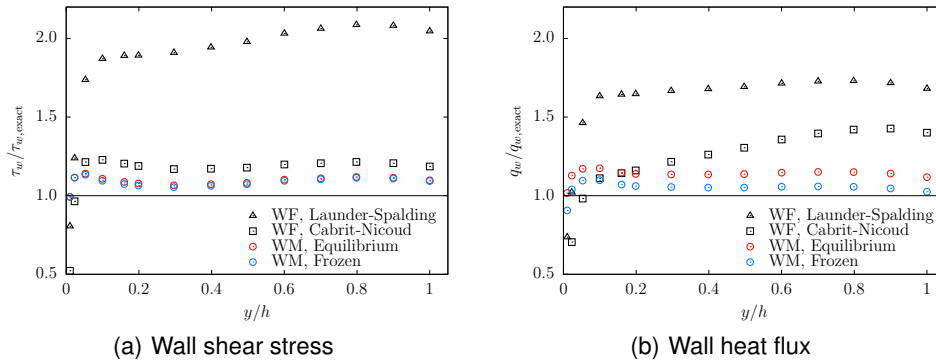 2.0
1.5
1.0
0.5
τw/τw,exact
WF, Launder-Spalding
WF, Cabrit-Nicoud
WM, Equilibrium
WM, Frozen
0 0.2 0.4 0.6 0.8 1
y/h
(a) Wall shear stress
2.0
1.5
1.0
0.5
qw/qw,exact
WF, Launder-Spalding
WF, Cabrit-Nicoud
WM, Equilibrium
WM, Frozen
0 0.2 0.4 0.6 0.8 1
y/h
(b) Wall heat flux